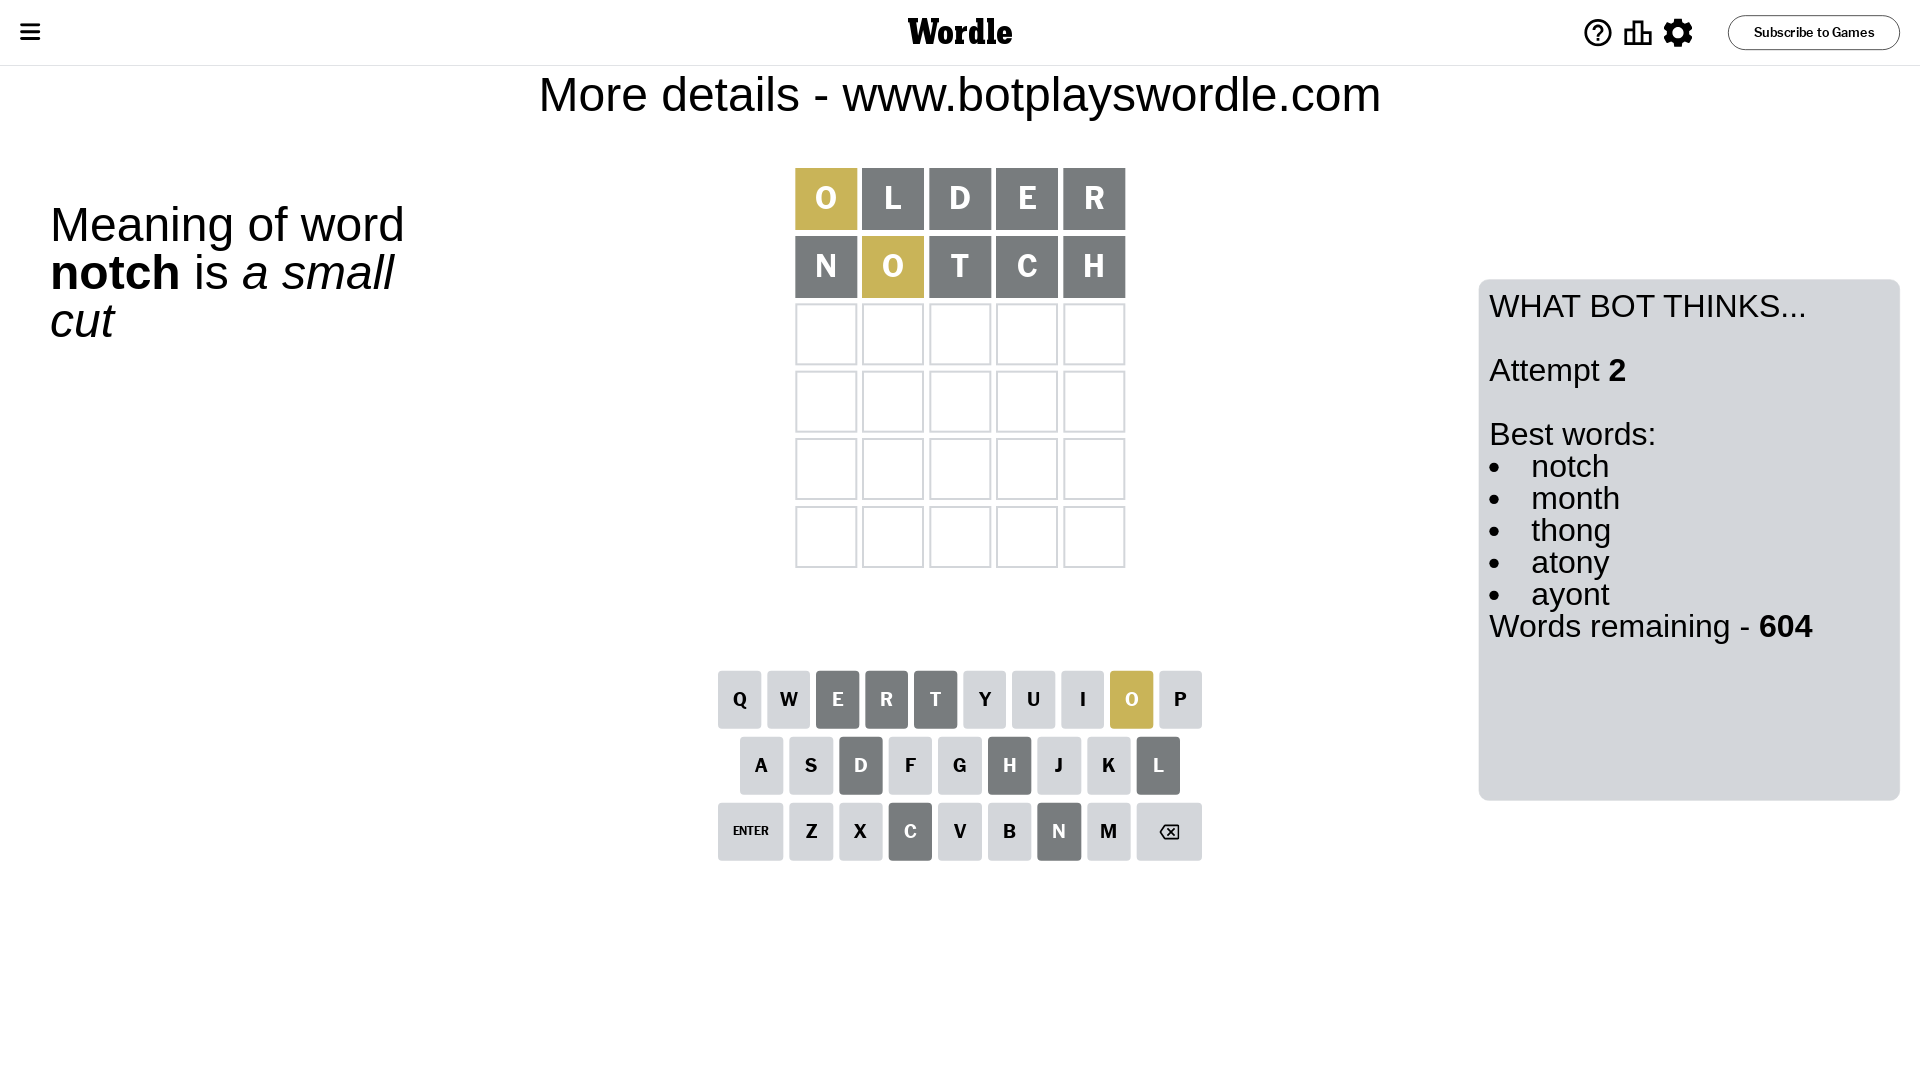 Wordle
Subscribe to Games
More details - www.botplayswordle.com
Meaning of word
notch is a small
cut
O L D E R
N O T C H
WHAT BOT THINKS...
Attempt 2
Best words:
• notch
• month
• thong
• atony
• ayont
Words remaining - 604
Q W E R T Y U I O P
A S D F G H J K L
ENTER Z X C V B N M